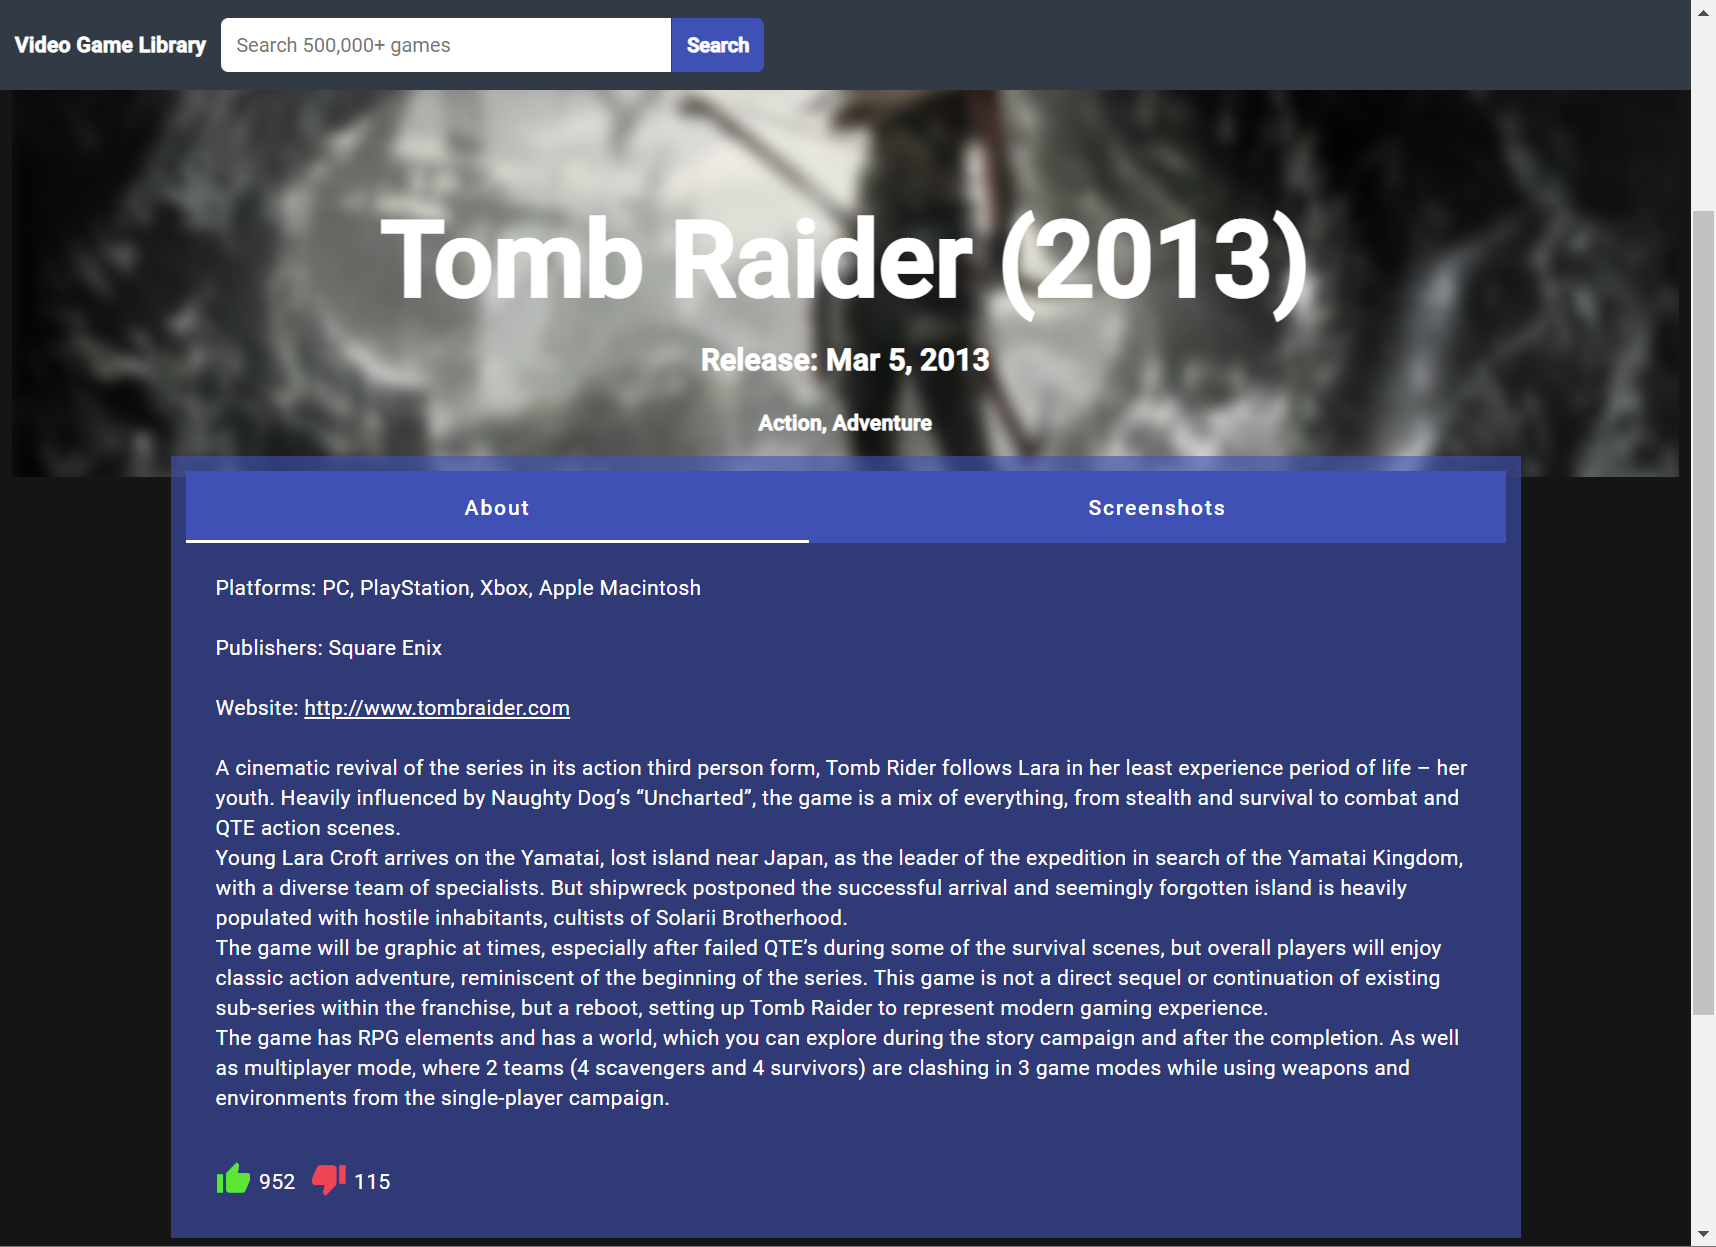 Video Game Library
Search 500,000+ games
Search
Tomb Raider (2013)
Release: Mar 5, 2013
Action, Adventure
About
Screenshots
Platforms: PC, PlayStation, Xbox, Apple Macintosh
Publishers: Square Enix
Website: http://www.tombraider.com
A cinematic revival of the series in its action third person form, Tomb Rider follows Lara in her least experience period of life – her
youth. Heavily influenced by Naughty Dog’s “Uncharted”, the game is a mix of everything, from stealth and survival to combat and
QTE action scenes.
Young Lara Croft arrives on the Yamatai, lost island near Japan, as the leader of the expedition in search of the Yamatai Kingdom,
with a diverse team of specialists. But shipwreck postponed the successful arrival and seemingly forgotten island is heavily
populated with hostile inhabitants, cultists of Solarii Brotherhood.
The game will be graphic at times, especially after failed QTE’s during some of the survival scenes, but overall players will enjoy
classic action adventure, reminiscent of the beginning of the series. This game is not a direct sequel or continuation of existing
sub-series within the franchise, but a reboot, setting up Tomb Raider to represent modern gaming experience.
The game has RPG elements and has a world, which you can explore during the story campaign and after the completion. As well
as multiplayer mode, where 2 teams (4 scavengers and 4 survivors) are clashing in 3 game modes while using weapons and
environments from the single-player campaign.
952 115